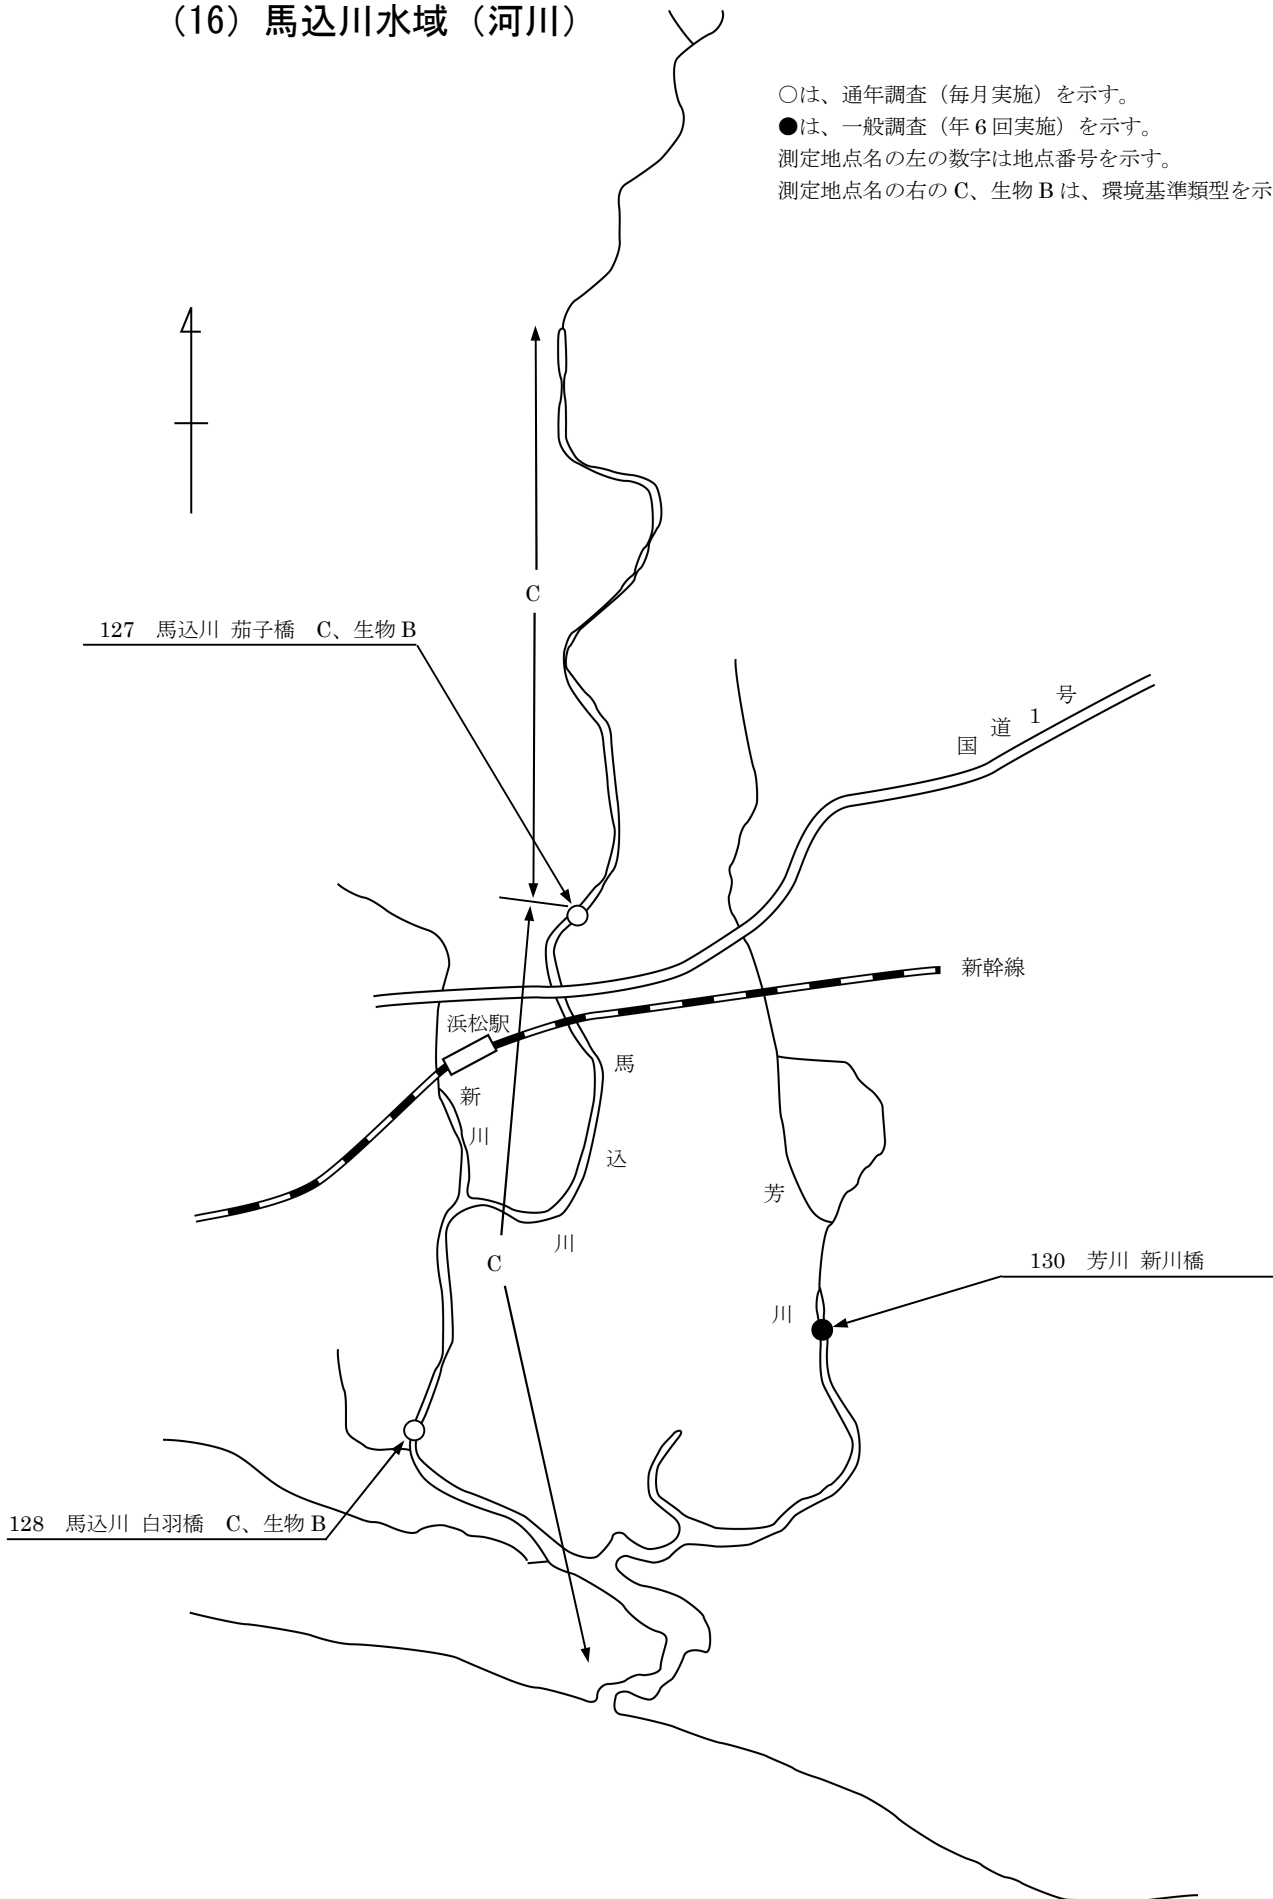 (16) 馬込川水域（河川）
○は、通年調査（毎月実施）を示す。
●は、一般調査（年6回実施）を示す。
測定地点名の左の数字は地点番号を示す。
測定地点名の右のC、生物Bは、環境基準類型を示
C
127 馬込川 茄子橋 C、生物B
国道1号
新幹線
浜松駅
新川
馬込川
芳川
C
130 芳川 新川橋
128 馬込川 白羽橋 C、生物B